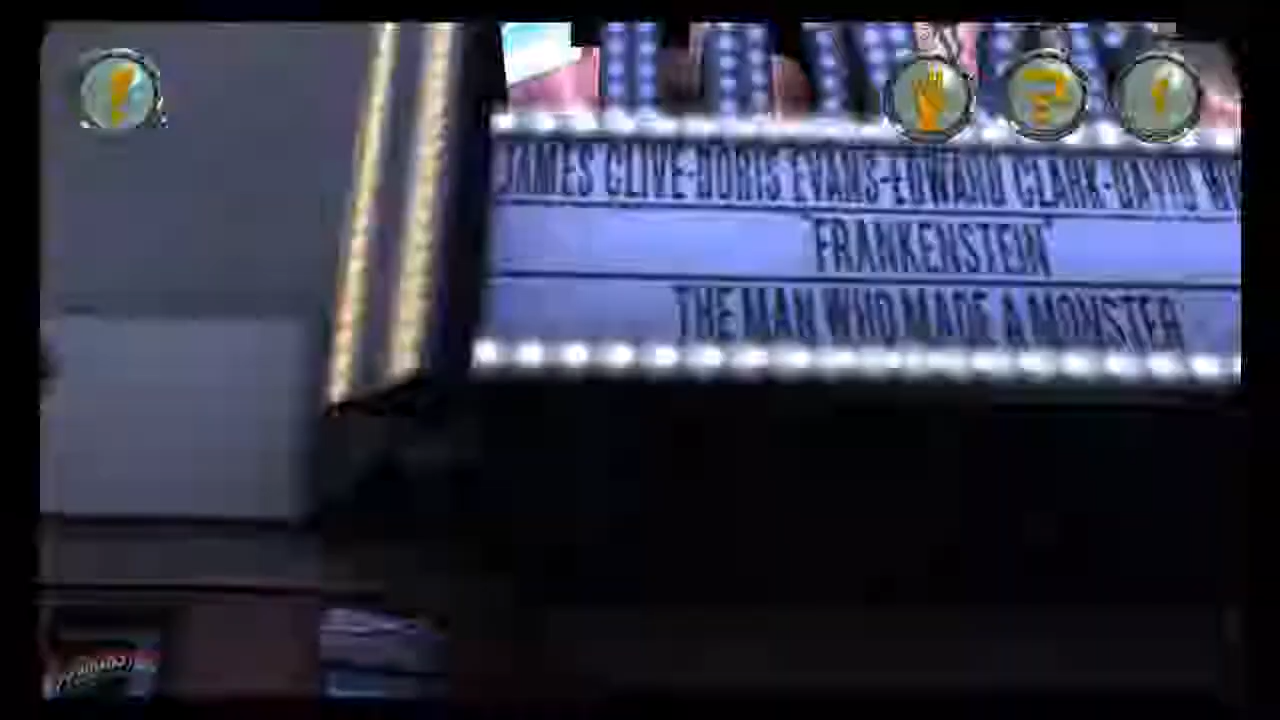 JAMES CLIVE-DORIS EVANS-EDWARD CLARK-DAVID
"FRANKENSTEIN"
THE MAN WHO MADE A MONSTER